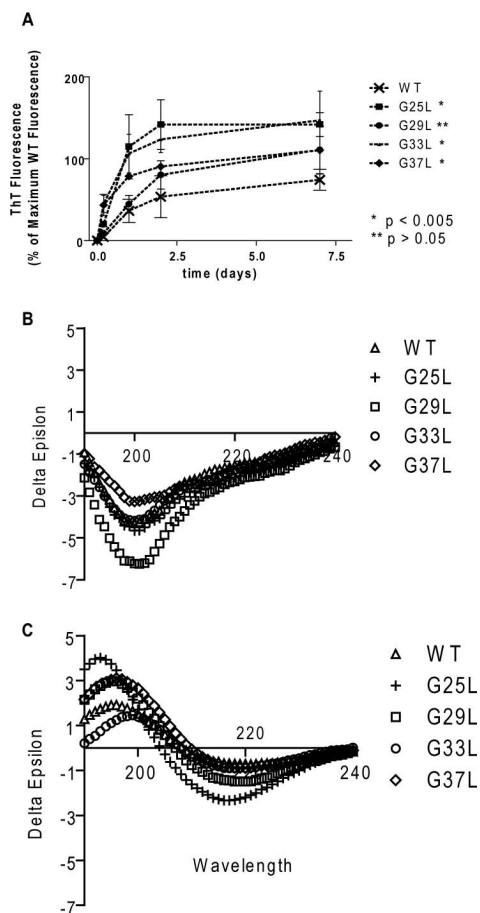 A
ThT Fluorescence
(% of Maximum WT Fluorescence)
200
100
0
0.0 2.5 5.0 7.5
time (days)
WT
G25L *
G29L **
G33L *
G37L *
* p < 0.005
** p > 0.05
B
Delta Epislon
5
3
1
-1
-3
-5
-7
200 220 240
WT
G25L
G29L
G33L
G37L
C
Delta Epsilon
5
3
1
-1
-3
-5
-7
200 220 240
Wavelength
WT
G25L
G29L
G33L
G37L